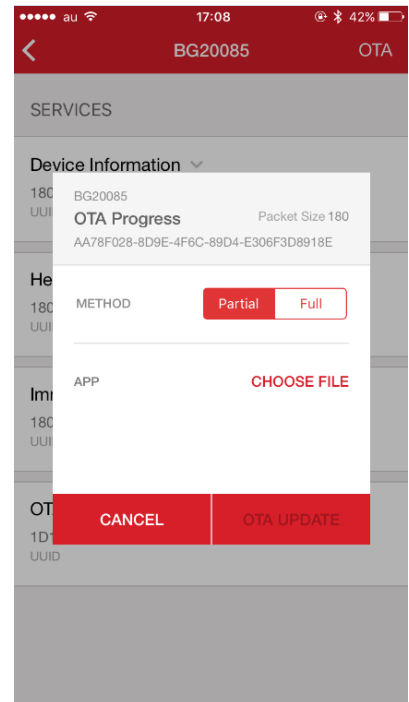 au 17:08 42%
BG20085 OTA
SERVICES
Device Information
180
UUI
BG20085
OTA Progress Packet Size 180
AA78F028-8D9E-4F6C-89D4-E306F3D8918E
He
180
UUI
METHOD Partial Full
APP CHOOSE FILE
Imr
180
UUI
OT
CANCEL OTA UPDATE
1D1
UUID